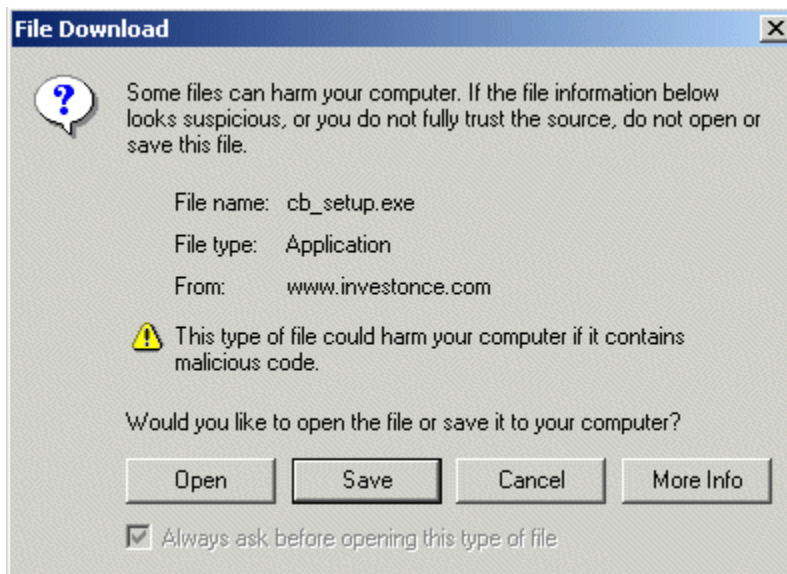 File Download
Some files can harm your computer. If the file information below
looks suspicious, or you do not fully trust the source, do not open or
save this file.
File name: cb_setup.exe
File type: Application
From: www.investonce.com
This type of file could harm your computer if it contains
malicious code.
Would you like to open the file or save it to your computer?
Open Save Cancel More Info
Always ask before opening this type of file